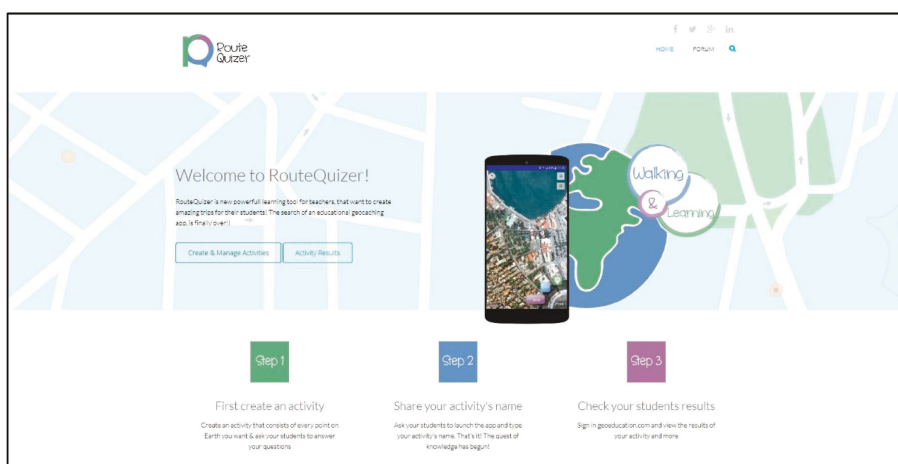 Route
Quizer
HOME
FORUM
Welcome to RouteQuizer!
RouteQuizer is new powerfull learning tool for teachers, that want to create
amazing trips for their students! The search of an educational geocaching
app, is finally over!)
Create & Manage Activities
Activity Results
Walking
&
Learning
Step 1
Step 2
Step 3
First create an activity
Share your activity's name
Check your students results
Create an activity that consists of every point on
Earth you want & ask your students to answer
your questions
Ask your students to launch the app and type
your activity's name. That's it! The quest of
knowledge has begun!
Sign in geoeducation.com and view the results of
your activity and more